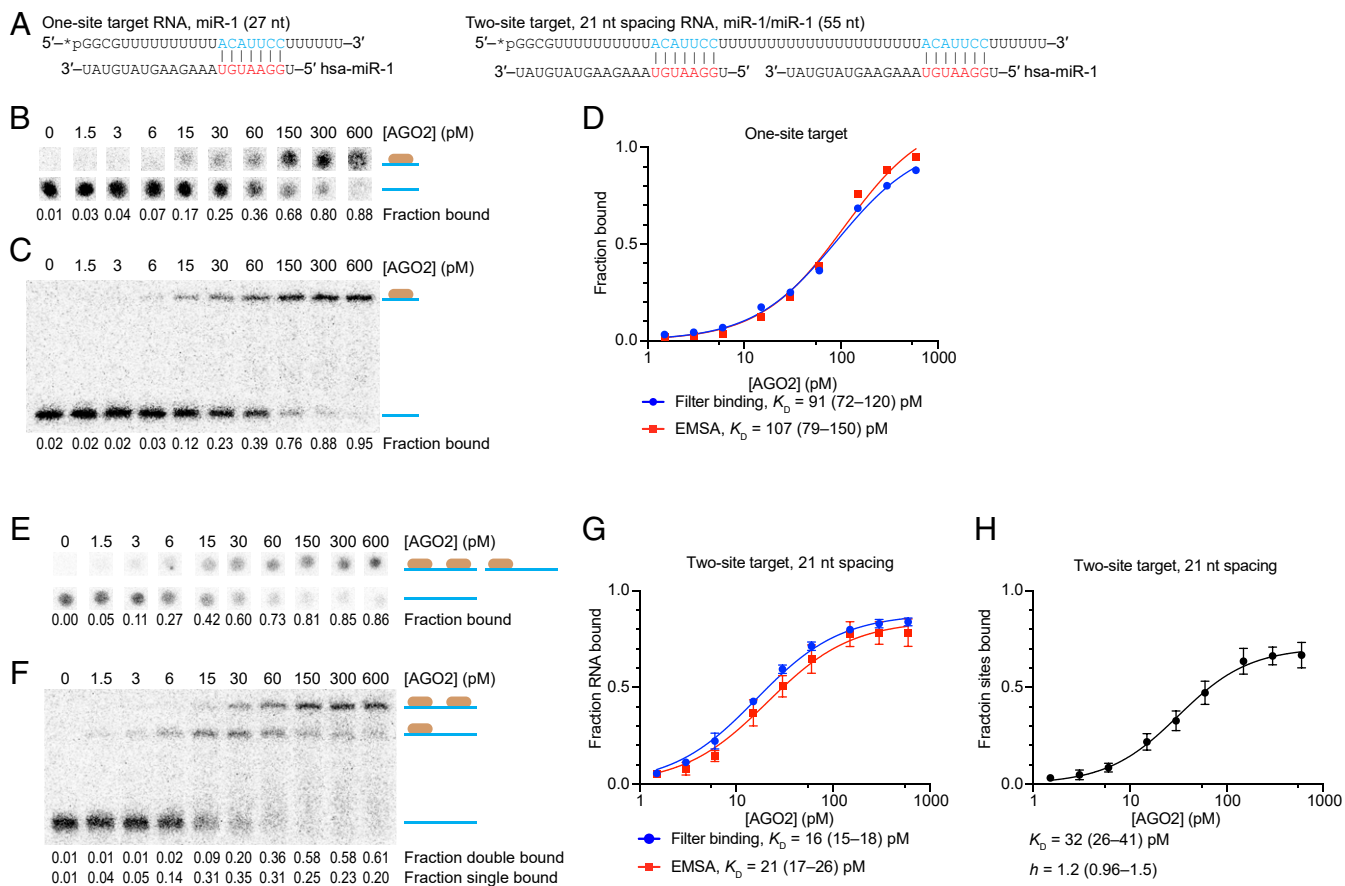 A
One-site target RNA, miR-1 (27 nt)
5′–*pGGCGUUUUUUUUUUACAUUCCUUUUUU–3′
3′–UAUGUAUGAAGAAAUGUAAGGU–5′ hsa-miR-1
Two-site target, 21 nt spacing RNA, miR-1/miR-1 (55 nt)
5′–*pGGCGUUUUUUUUUUACAUUCCUUUUUUUUUUUUUUUUUUUUUACAUUCCUUUUUU–3′
3′–UAUGUAUGAAGAAAUGUAAGGU–5′ 3′–UAUGUAUGAAGAAAUGUAAGGU–5′ hsa-miR-1
B
0 1.5 3 6 15 30 60 150 300 600 [AGO2] (pM)
0.01 0.03 0.04 0.07 0.17 0.25 0.36 0.68 0.80 0.88 Fraction bound
C
0 1.5 3 6 15 30 60 150 300 600 [AGO2] (pM)
0.02 0.02 0.02 0.03 0.12 0.23 0.39 0.76 0.88 0.95 Fraction bound
D
One-site target
Fraction bound
1.0
0.5
0.0
1 10 100 1000
[AGO2] (pM)
Filter binding, KD = 91 (72–120) pM
EMSA, KD = 107 (79–150) pM
E
0 1.5 3 6 15 30 60 150 300 600 [AGO2] (pM)
0.00 0.05 0.11 0.27 0.42 0.60 0.73 0.81 0.85 0.86 Fraction bound
F
0 1.5 3 6 15 30 60 150 300 600 [AGO2] (pM)
0.01 0.01 0.01 0.02 0.09 0.20 0.36 0.58 0.58 0.61 Fraction double bound
0.01 0.04 0.05 0.14 0.31 0.35 0.31 0.25 0.23 0.20 Fraction single bound
G
Two-site target, 21 nt spacing
Fraction RNA bound
1.0
0.5
0.0
1 10 100 1000
[AGO2] (pM)
Filter binding, KD = 16 (15–18) pM
EMSA, KD = 21 (17–26) pM
H
Two-site target, 21 nt spacing
Fractoin sites bound
1.0
0.5
0.0
1 10 100 1000
[AGO2] (pM)
KD = 32 (26–41) pM
h = 1.2 (0.96–1.5)